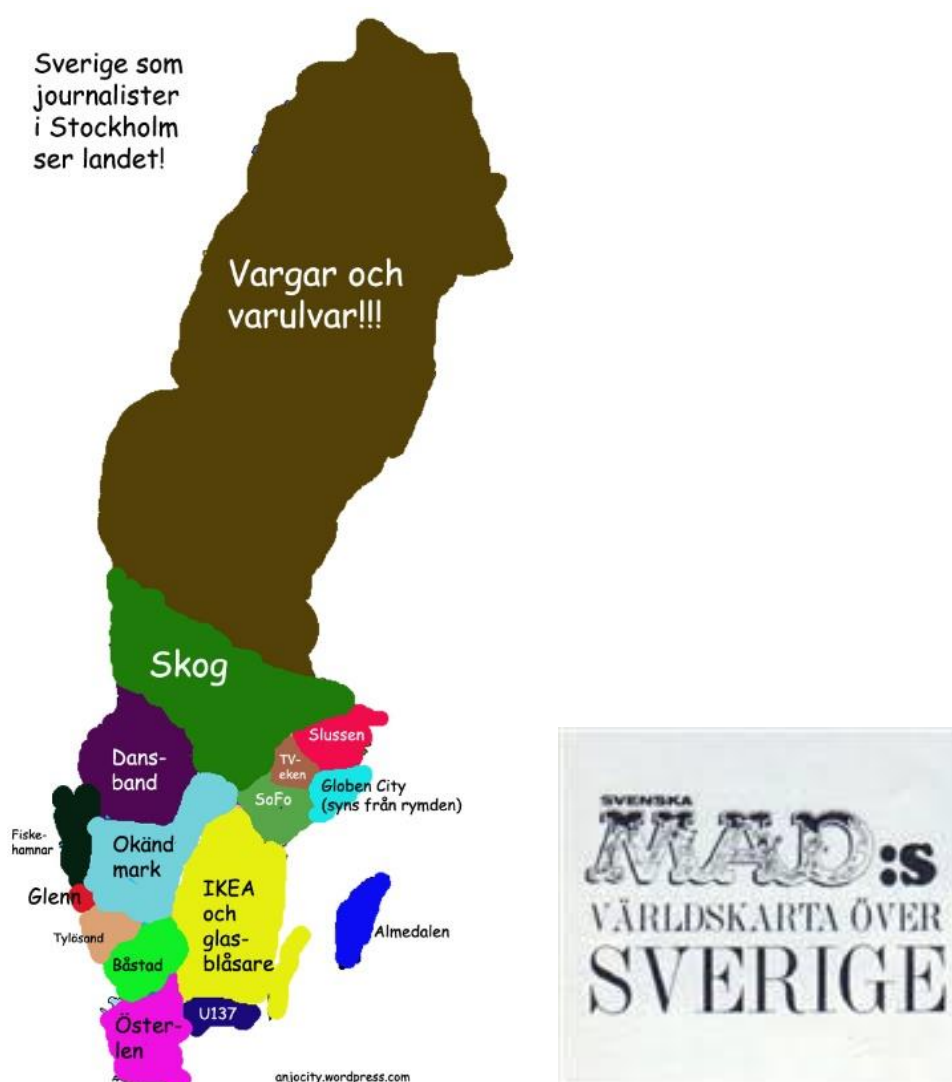 Sverige som
journalister
i Stockholm
ser landet!
Vargar och
varulvar!!!
Skog
Slussen
Dans-
band
TV-
eken
Globen City
(syns från rymden)
SoFo
Fiske-
hamnar
Okänd
mark
Glenn
IKEA
och
glas-
blåsare
Tylösand
Almedalen
Båstad
U137
Öster-
len
anjocity.wordpress.com
SVENSKA
MAD:s
VÄRLDSKARTA ÖVER
SVERIGE